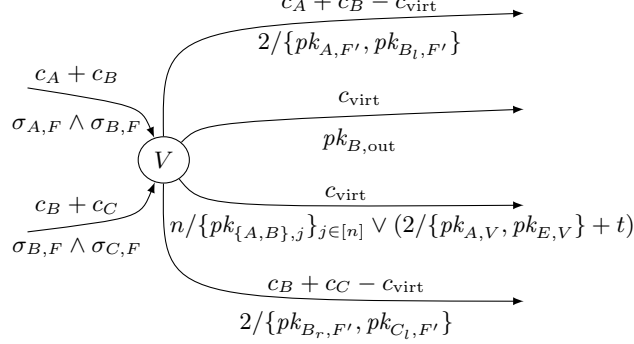 c_A + c_B − c_virt
2/{pk_{A,F′}, pk_{B_l,F′}}
c_A + c_B
σ_{A,F} ∧ σ_{B,F}
c_virt
pk_{B,out}
V
c_B + c_C
σ_{B,F} ∧ σ_{C,F}
c_virt
n/{pk_{{A,B},j}}_{j∈[n]} ∨ (2/{pk_{A,V}, pk_{E,V}} + t)
c_B + c_C − c_virt
2/{pk_{B_r,F′}, pk_{C_l,F′}}